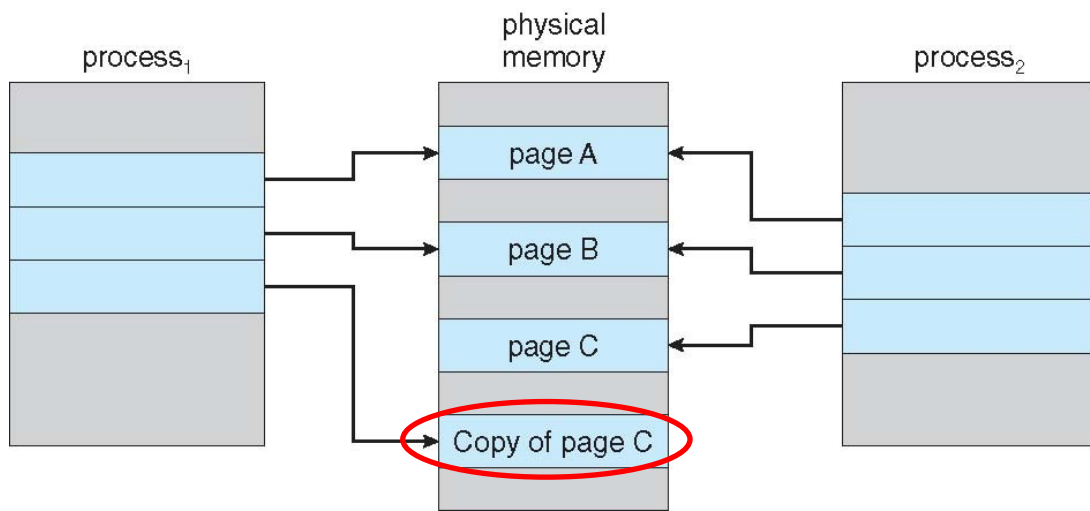 physical
memory
process₁
process₂
page A
page B
page C
Copy of page C